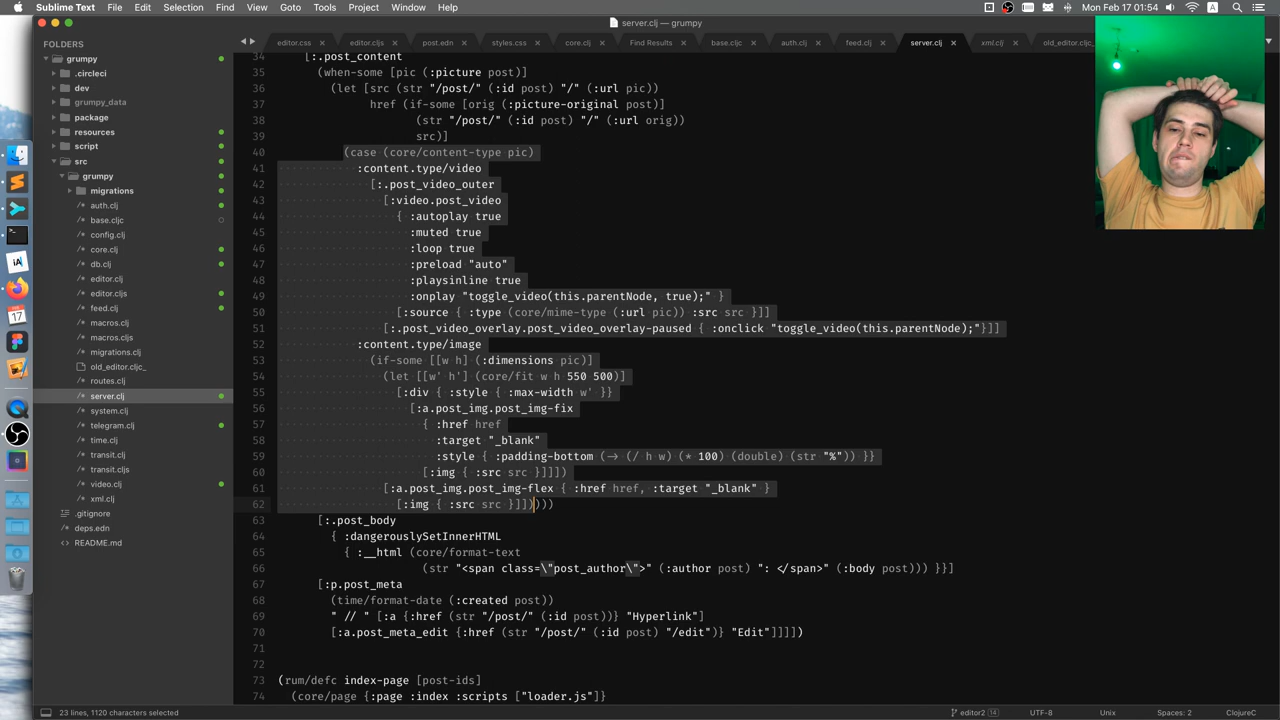 Sublime Text File Edit Selection Find View Goto Tools Project Window Help
Mon Feb 17 01:54
server.clj — grumpy
FOLDERS
grumpy
.circleci
dev
grumpy_data
package
resources
script
src
grumpy
migrations
auth.clj
base.cljc
config.clj
core.clj
db.clj
editor.clj
editor.cljs
feed.clj
macros.clj
macros.cljs
migrations.clj
old_editor.cljc_
routes.clj
server.clj
system.clj
telegram.clj
time.clj
transit.clj
transit.cljs
video.clj
xml.clj
.gitignore
deps.edn
README.md
editor.css editor.cljs post.edn styles.css core.clj Find Results base.cljc auth.clj feed.clj server.clj xml.clj old_editor.cljc_
34 [:.post_content
35 (when-some [pic (:picture post)]
36 (let [src (str "/post/" (:id post) "/" (:url pic))
37 href (if-some [orig (:picture-original post)]
38 (str "/post/" (:id post) "/" (:url orig))
39 src)]
40 (case (core/content-type pic)
41 :content.type/video
42 [:.post_video_outer
43 [:video.post_video
44 { :autoplay true
45 :muted true
46 :loop true
47 :preload "auto"
48 :playsinline true
49 :onplay "toggle_video(this.parentNode, true);" }
50 [:source { :type (core/mime-type (:url pic)) :src src }]]
51 [:.post_video_overlay.post_video_overlay-paused { :onclick "toggle_video(this.parentNode);"}]]
52 :content.type/image
53 (if-some [[w h] (:dimensions pic)]
54 (let [[w' h'] (core/fit w h 550 500)]
55 [:div { :style { :max-width w' }}
56 [:a.post_img.post_img-fix
57 { :href href
58 :target "_blank"
59 :style { :padding-bottom (-> (/ h w) (* 100) (double) (str "%")) }}
60 [:img { :src src }]]])
61 [:a.post_img.post_img-flex { :href href, :target "_blank" }
62 [:img { :src src }]]))))
63 [:.post_body
64 { :dangerouslySetInnerHTML
65 { :__html (core/format-text
66 (str "<span class=\"post_author\">" (:author post) ": </span>" (:body post))) }}]
67 [:p.post_meta
68 (time/format-date (:created post))
69 " // " [:a {:href (str "/post/" (:id post))} "Hyperlink"]
70 [:a.post_meta_edit {:href (str "/post/" (:id post) "/edit")} "Edit"]]]])
71
72
73 (rum/defc index-page [post-ids]
74 (core/page {:page :index :scripts ["loader.js"]}
23 lines, 1120 characters selected
editor2 14 UTF-8 Unix Spaces: 2 ClojureC